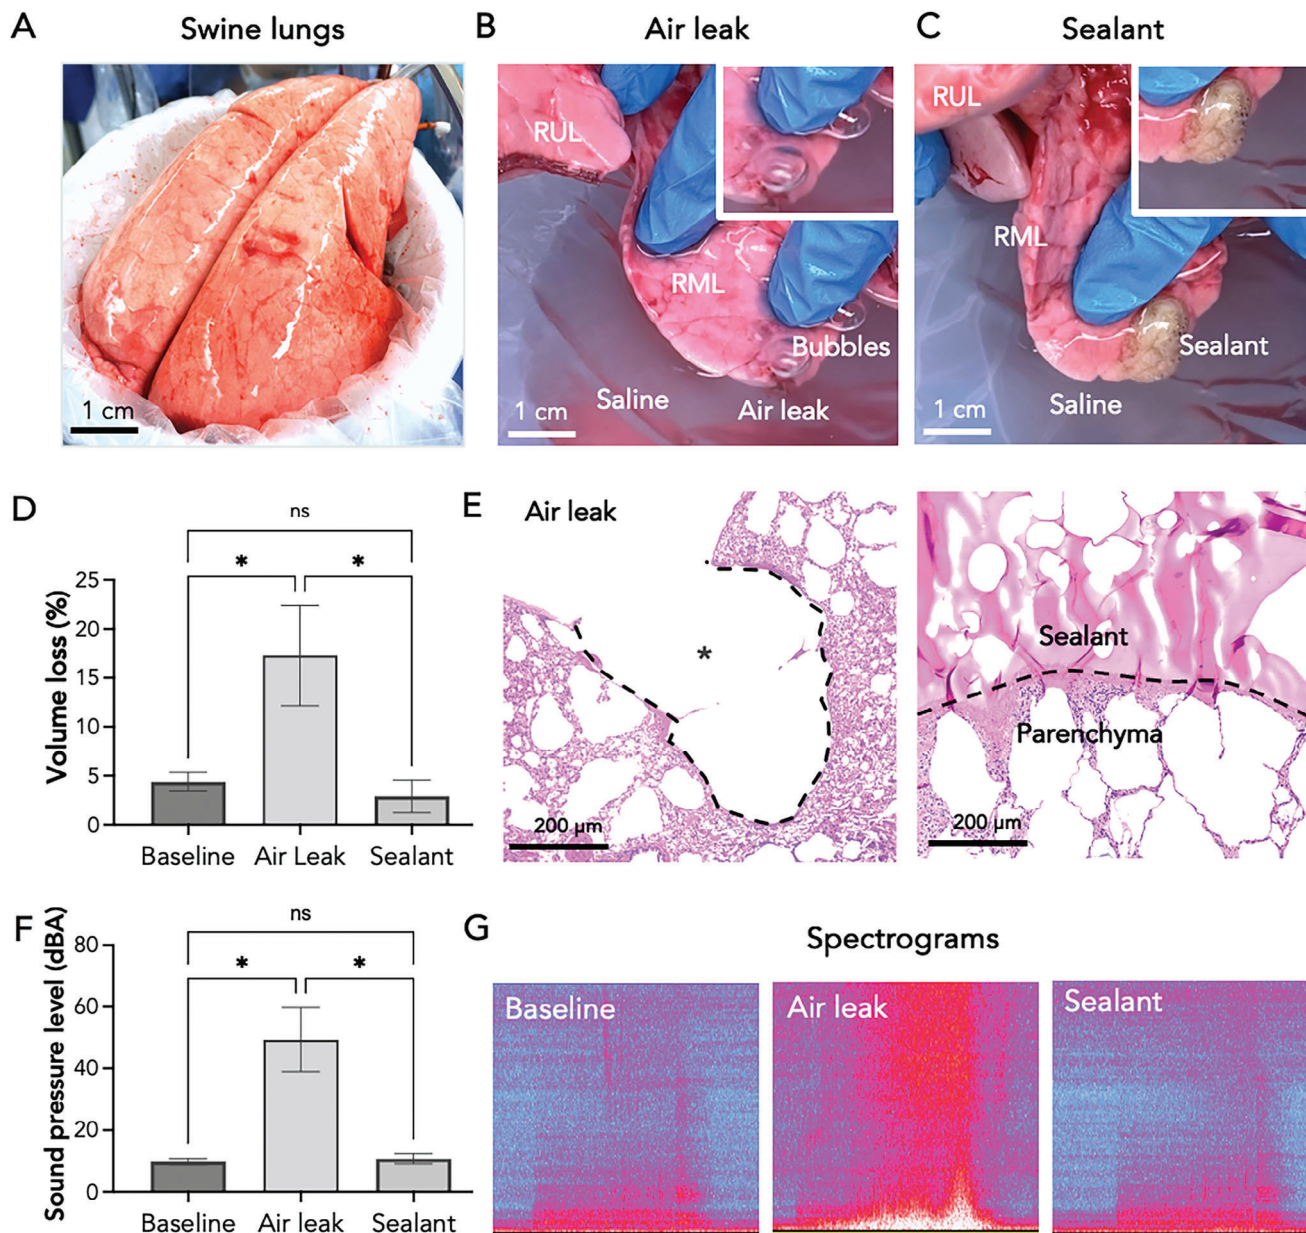 A Swine lungs
1 cm
B Air leak
RUL
RML
Bubbles
Saline
Air leak
1 cm
C Sealant
RUL
RML
Sealant
Saline
1 cm
D
ns
* *
Volume loss (%)
25
20
15
10
5
0
Baseline Air Leak Sealant
E
Air leak
*
200 µm
Sealant
Parenchyma
200 µm
F
ns
* *
Sound pressure level (dBA)
80
60
40
20
0
Baseline Air leak Sealant
G Spectrograms
Baseline Air leak Sealant